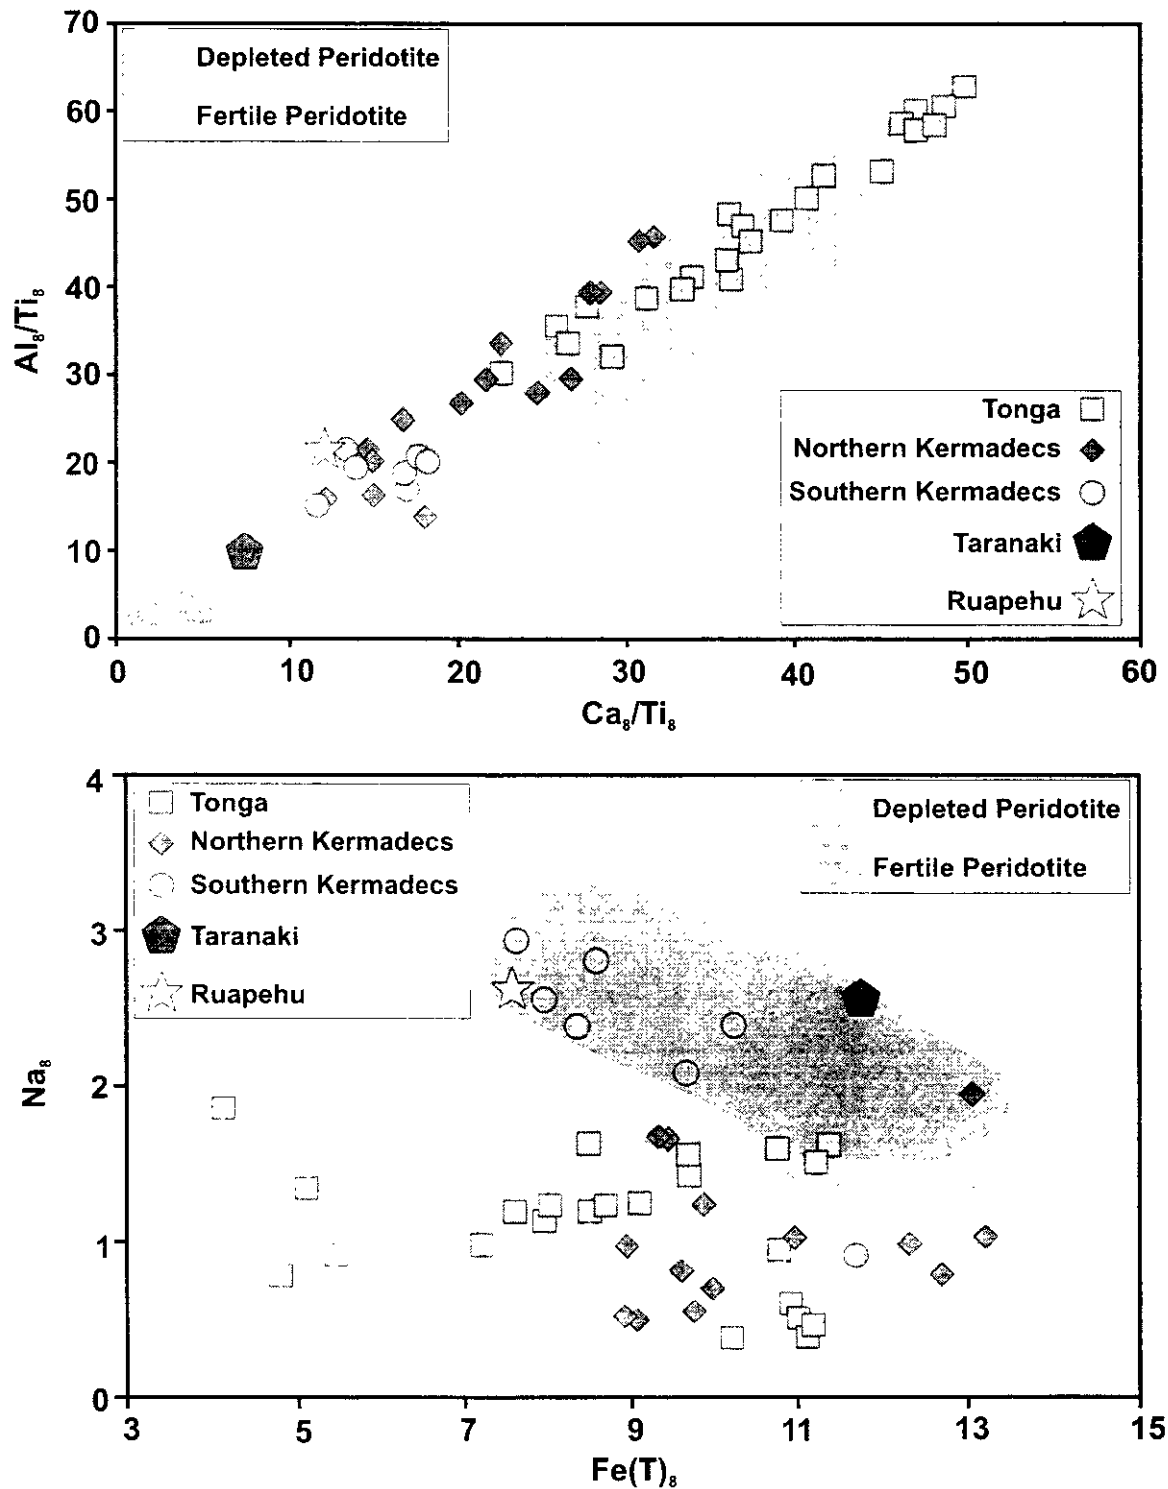 70
60
50
40
30
20
10
0
Al₈/Ti₈
Depleted Peridotite
Fertile Peridotite
Tonga
Northern Kermadecs
Southern Kermadecs
Taranaki
Ruapehu
0 10 20 30 40 50 60
Ca₈/Ti₈
4
3
2
1
0
Na₈
Tonga
Northern Kermadecs
Southern Kermadecs
Taranaki
Ruapehu
Depleted Peridotite
Fertile Peridotite
3 5 7 9 11 13 15
Fe(T)₈